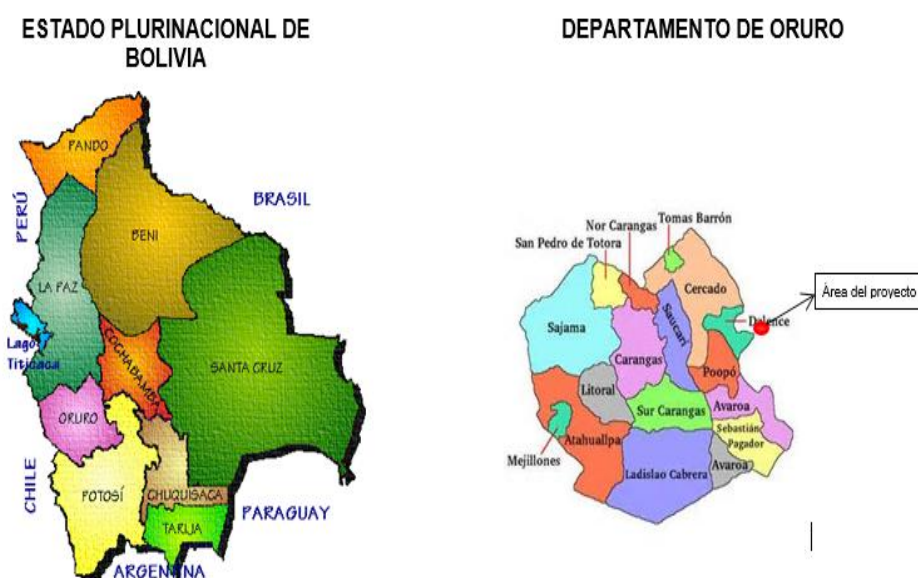 ESTADO PLURINACIONAL DE
BOLIVIA
PANDO
PERÚ
BRASIL
BENI
LA PAZ
Lago
Titicaca
COCHABAMBA
SANTA CRUZ
ORURO
CHILE
POTOSÍ
CHUQUISACA
PARAGUAY
TARIJA
ARGENTINA
DEPARTAMENTO DE ORURO
Tomas Barrón
Nor Carangas
San Pedro de Totora
Cercado
Área del proyecto
Sajama
Saucarí
Dalence
Carangas
Poopó
Litoral
Avaroa
Sur Carangas
Sebastián
Pagador
Atahuallpa
Mejillones
Avaroa
Ladislao Cabrera